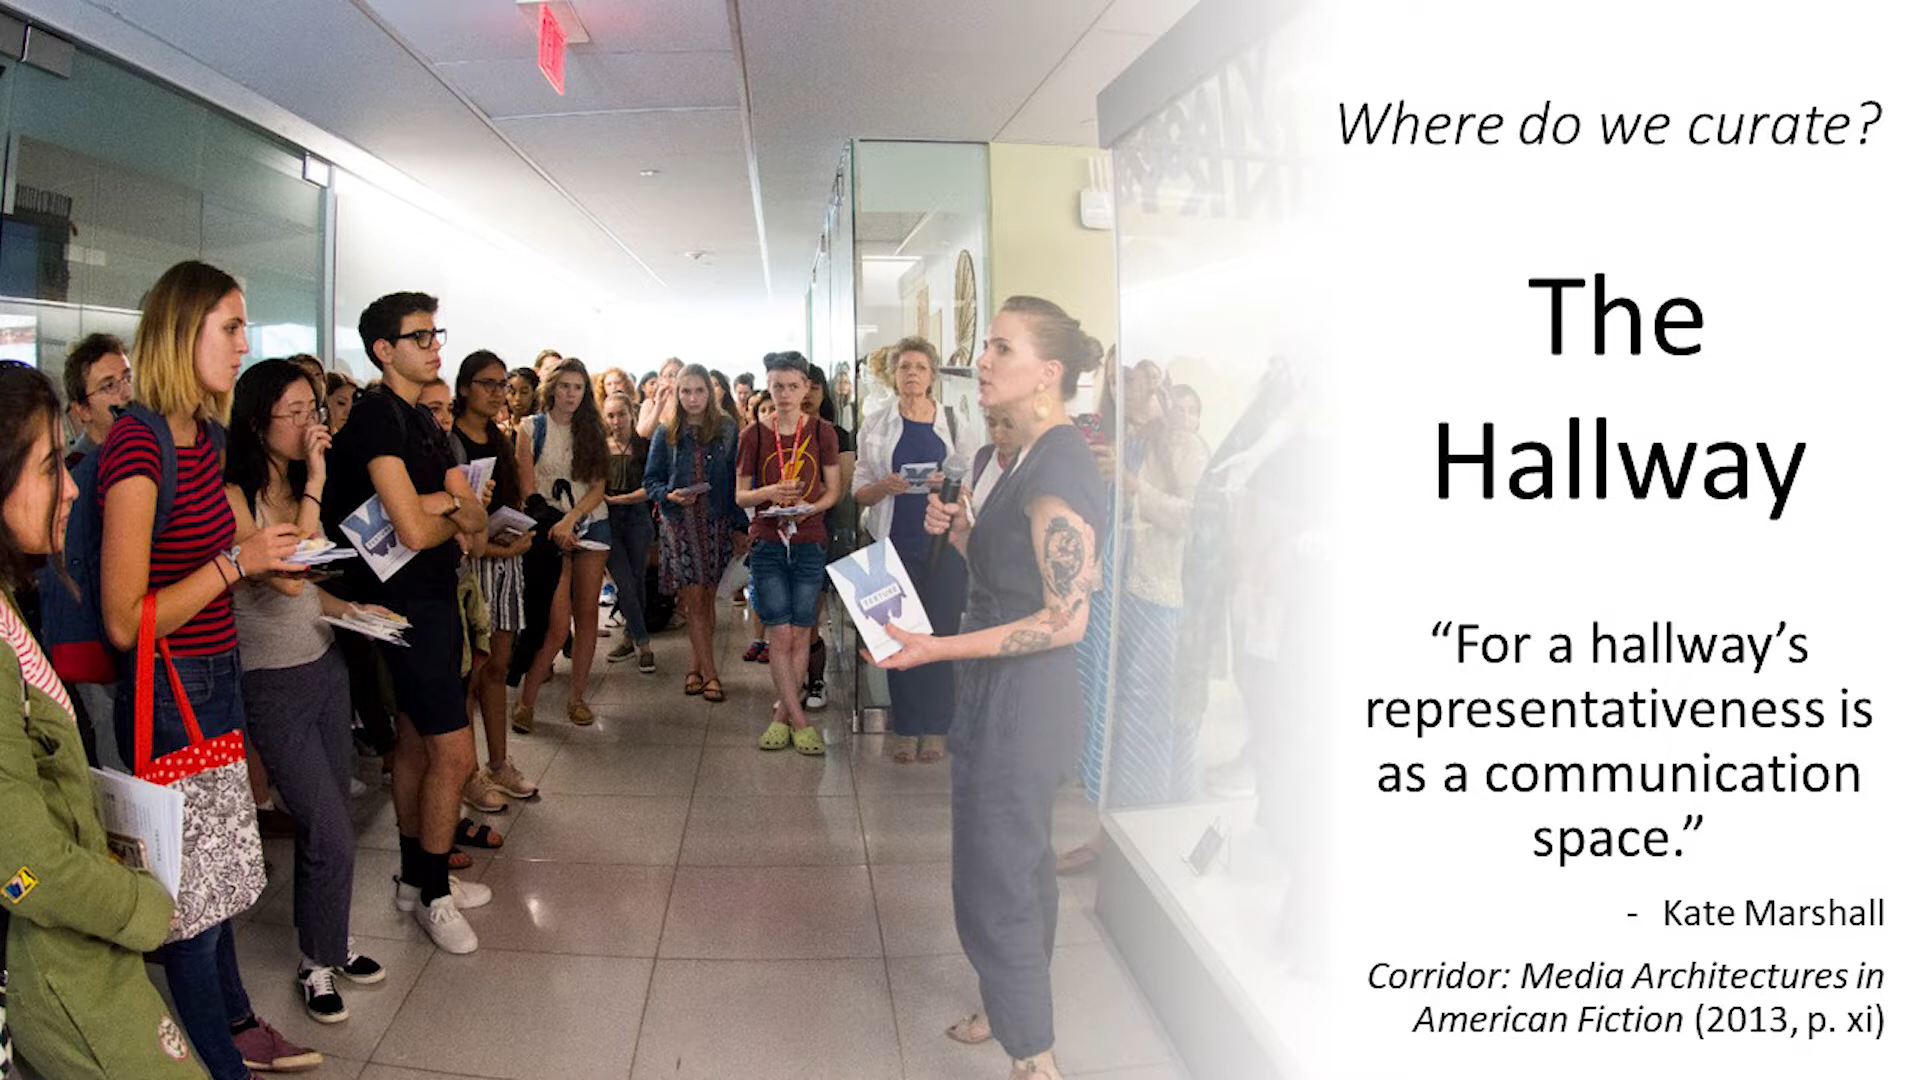 Where do we curate?
The
Hallway
“For a hallway’s
representativeness is
as a communication
space.”
- Kate Marshall
Corridor: Media Architectures in
American Fiction (2013, p. xi)
TEXTURE